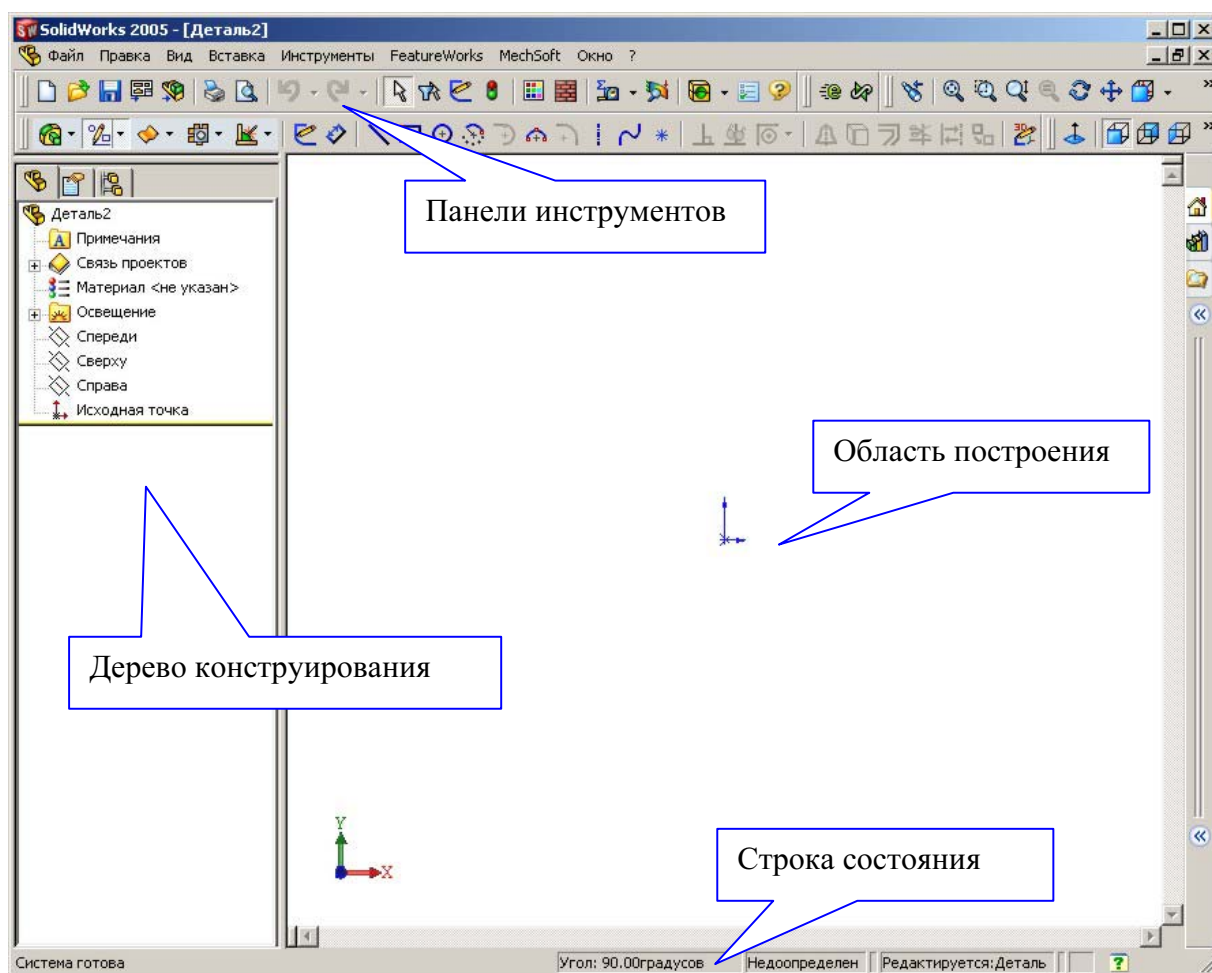 SolidWorks 2005 - [Деталь2]
Файл Правка Вид Вставка Инструменты FeatureWorks MechSoft Окно ?
Панели инструментов
Деталь2
Примечания
Связь проектов
Материал <не указан>
Освещение
Спереди
Сверху
Справа
Исходная точка
Область построения
Дерево конструирования
Y
X
Строка состояния
Система готова
Угол: 90.00градусов
Недоопределен
Редактируется:Деталь